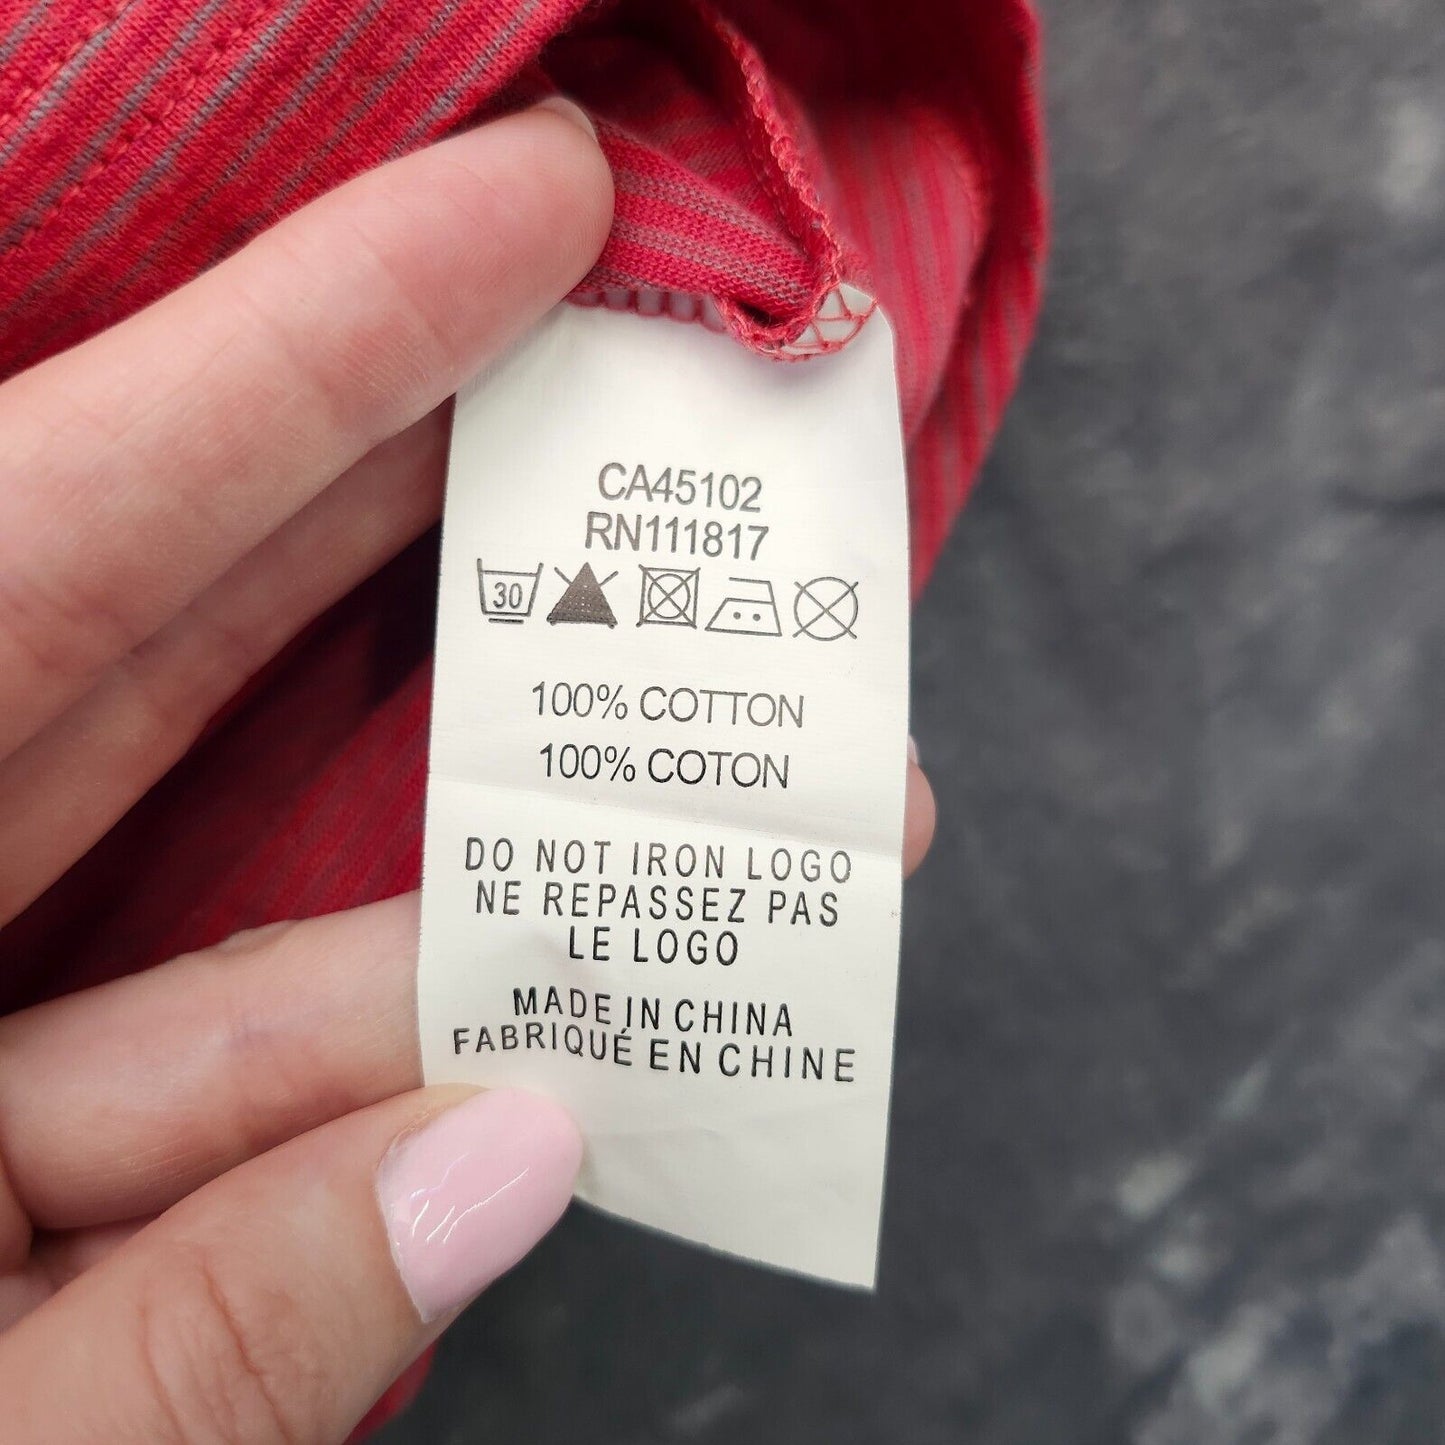 CA45102
RN111817
30
100% COTTON
100% COTON
DO NOT IRON LOGO
NE REPASSEZ PAS
LE LOGO
MADE IN CHINA
FABRIQUÉ EN CHINE